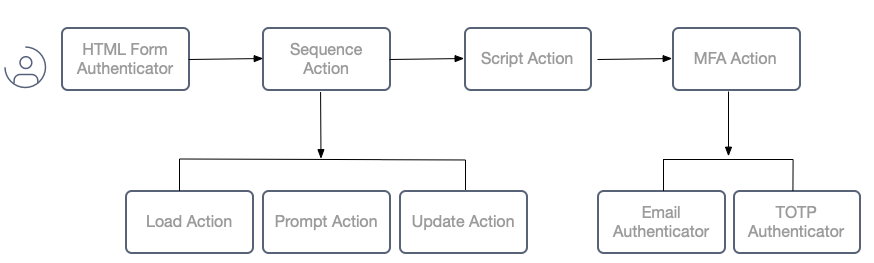 HTML Form
Authenticator
Sequence
Action
Script Action
MFA Action
Load Action
Prompt Action
Update Action
Email
Authenticator
TOTP
Authenticator